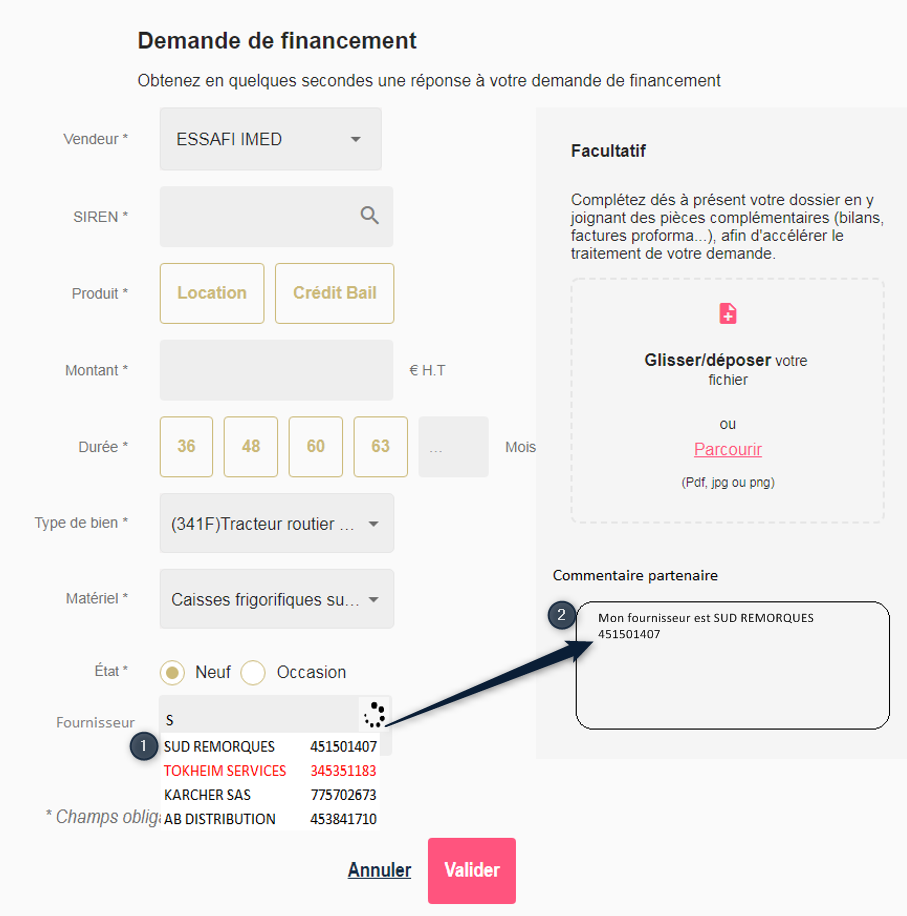 Demande de financement
Obtenez en quelques secondes une réponse à votre demande de financement
Vendeur *
ESSAFI IMED
SIREN *
Produit *
Location
Crédit Bail
Montant *
€ H.T
Durée *
36
48
60
63
...
Mois
Type de bien *
(341F)Tracteur routier ...
Matériel *
Caisses frigorifiques su...
État *
Neuf
Occasion
Fournisseur
S
1
SUD REMORQUES 451501407
TOKHEIM SERVICES 345351183
KARCHER SAS 775702673
AB DISTRIBUTION 453841710
* Champs oblig
Facultatif
Complétez dés à présent votre dossier en y
joignant des pièces complémentaires (bilans,
factures proforma...), afin d'accélérer le
traitement de votre demande.
Glisser/déposer votre
fichier
ou
Parcourir
(Pdf, jpg ou png)
Commentaire partenaire
2
Mon fournisseur est SUD REMORQUES
451501407
Annuler
Valider